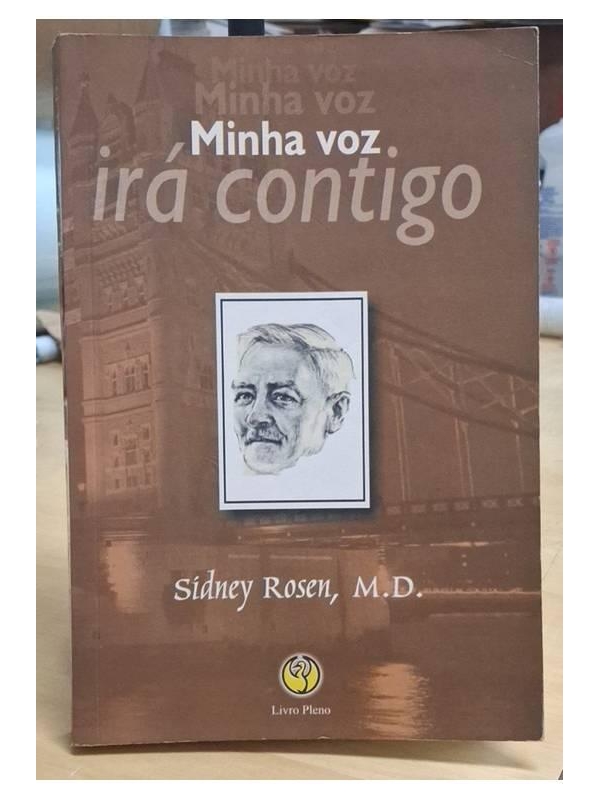 Minha voz
Minha voz
Minha voz
irá contigo
Sidney Rosen, M.D.
Livro Pleno